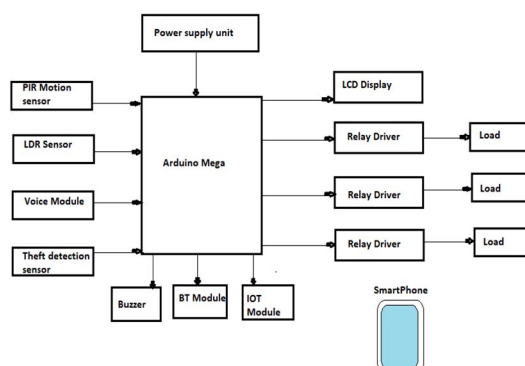 Power supply unit
PIR Motion
sensor
LCD Display
LDR Sensor
Arduino Mega
Relay Driver
Load
Voice Module
Relay Driver
Load
Theft detection
sensor
Relay Driver
Load
Buzzer
BT Module
IOT
Module
SmartPhone